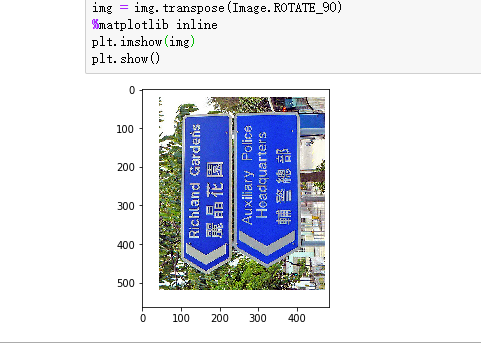 img = img.transpose(Image.ROTATE_90)
%matplotlib inline
plt.imshow(img)
plt.show()
0
100
200
300
400
500
Richland Gardens
麗晶花園
Auxiliary Police
Headquarters
輔警總部
0 100 200 300 400